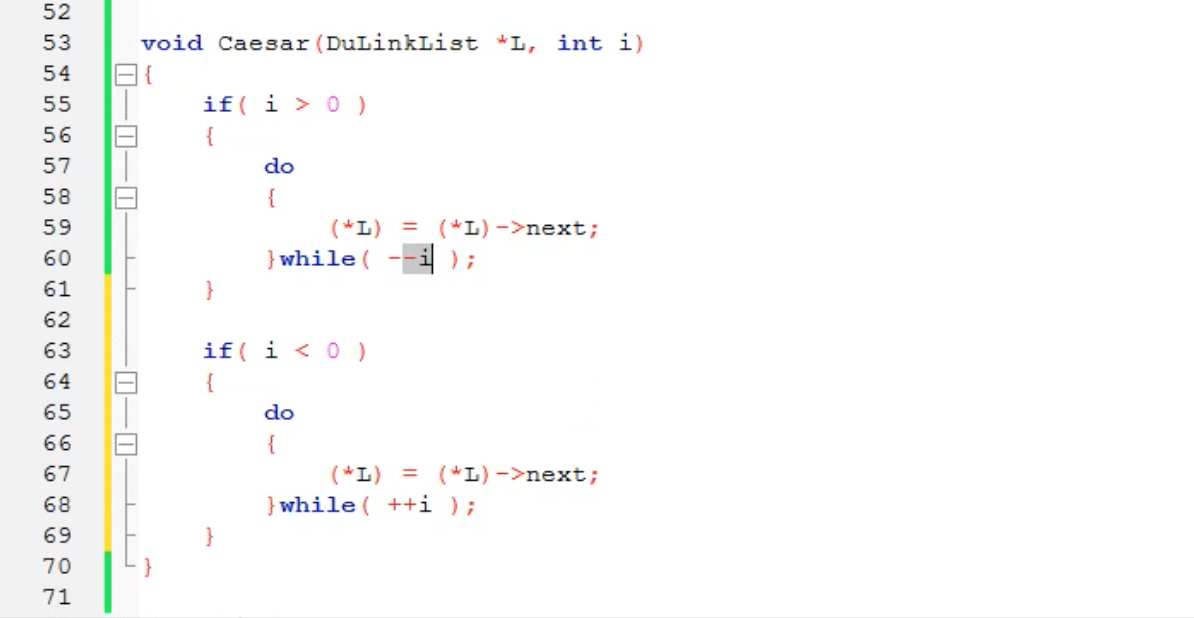 52
53 void Caesar(DuLinkList *L, int i)
54 {
55 if( i > 0 )
56 {
57 do
58 {
59 (*L) = (*L)->next;
60 }while( --i );
61 }
62
63 if( i < 0 )
64 {
65 do
66 {
67 (*L) = (*L)->next;
68 }while( ++i );
69 }
70 }
71